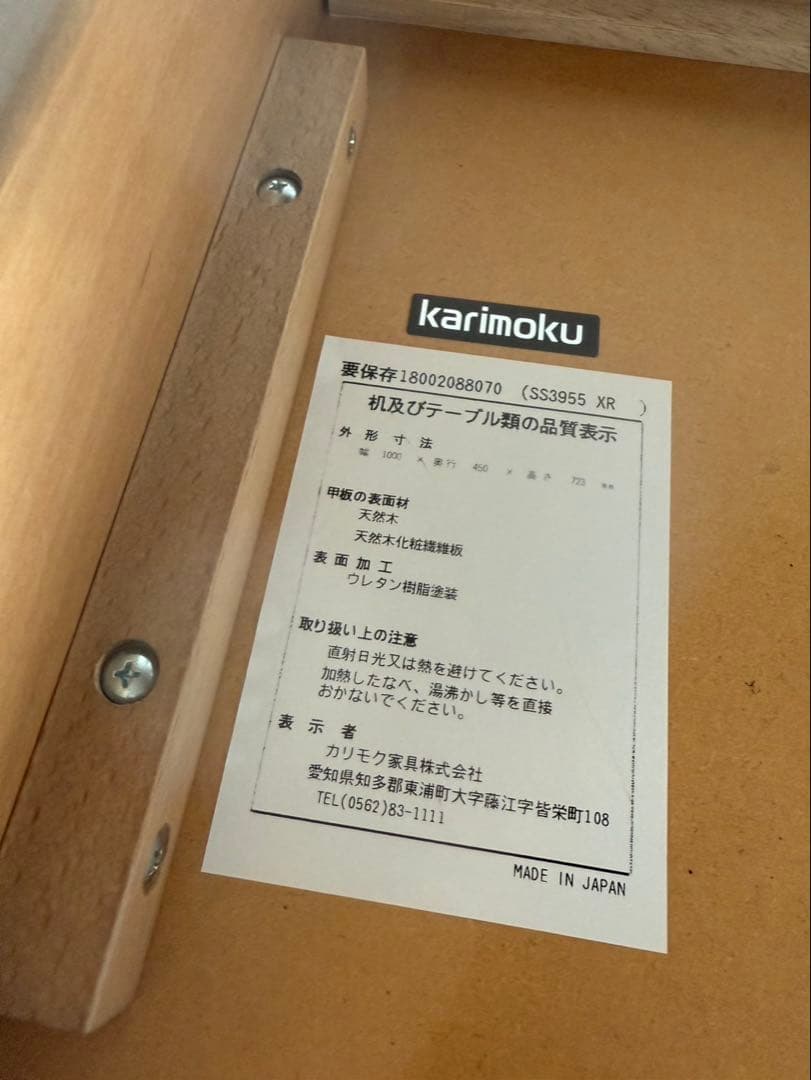 karimoku
要保存18002088070 (SS3955 XR )
机及びテーブル類の品質表示
外形寸法
幅 1000 × 奥行 450 × 高さ 723 mm
甲板の表面材
天然木
天然木化粧繊維板
表面加工
ウレタン樹脂塗装
取り扱い上の注意
直射日光又は熱を避けてください。
加熱したなべ、湯沸かし等を直接
おかないでください。
表示者
カリモク家具株式会社
愛知県知多郡東浦町大字藤江字皆栄町108
TEL(0562)83-1111
MADE IN JAPAN